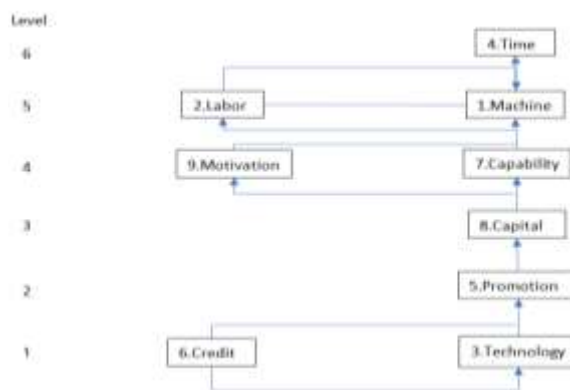 Level
6
4.Time
5
2.Labor
1.Machine
4
9.Motivation
7.Capability
3
8.Capital
2
5.Promotion
1
6.Credit
3.Technology